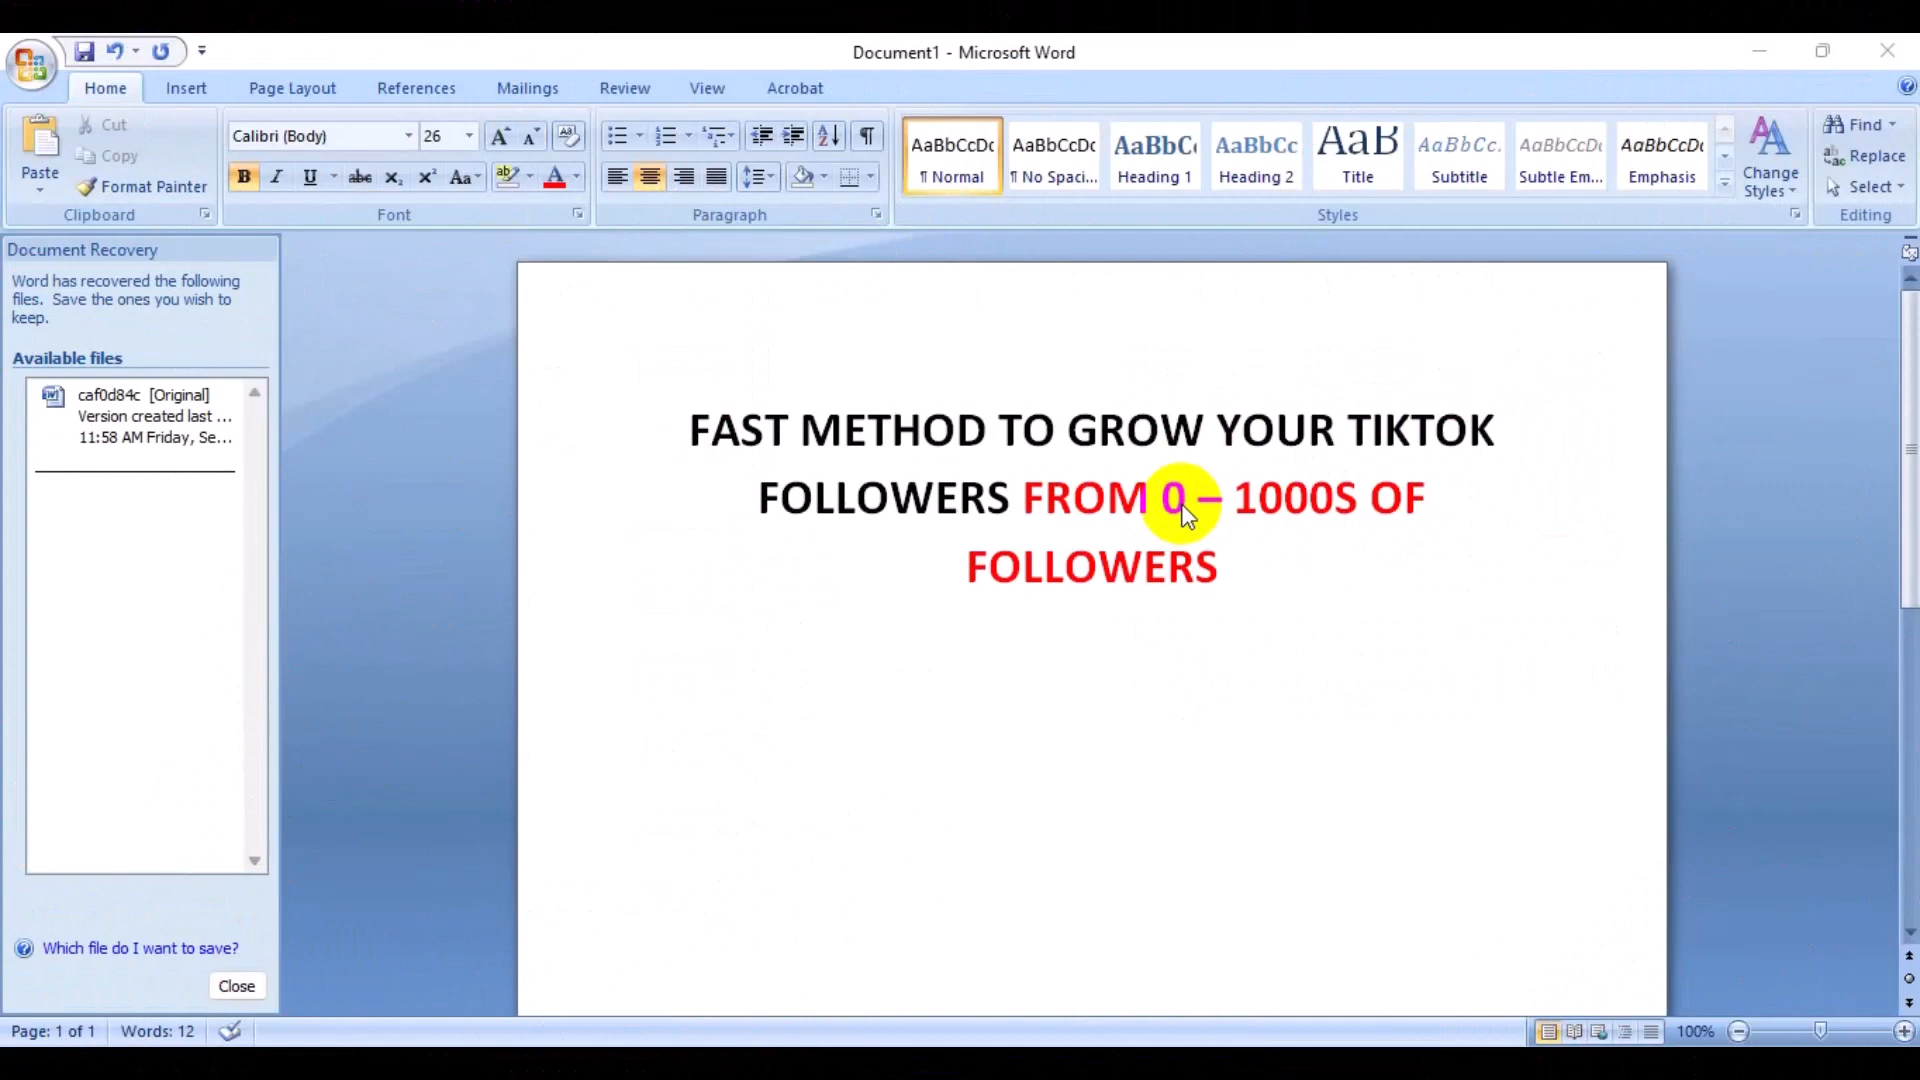 Document1 - Microsoft Word
Home Insert Page Layout References Mailings Review View Acrobat
Paste
Cut
Copy
Format Painter
Clipboard
Calibri (Body) 26
Font
Paragraph
AaBbCcDc AaBbCcDc AaBbC AaBbCc AaB AaBbCc. AaBbCcDc AaBbCcDc
¶ Normal ¶ No Spaci... Heading 1 Heading 2 Title Subtitle Subtle Em... Emphasis
Styles
Change
Styles
Find
Replace
Select
Editing
Document Recovery
Word has recovered the following
files. Save the ones you wish to
keep.
Available files
caf0d84c [Original]
Version created last ...
11:58 AM Friday, Se...
Which file do I want to save?
Close
FAST METHOD TO GROW YOUR TIKTOK
FOLLOWERS FROM 0 – 1000S OF
FOLLOWERS
Page: 1 of 1 Words: 12 100%